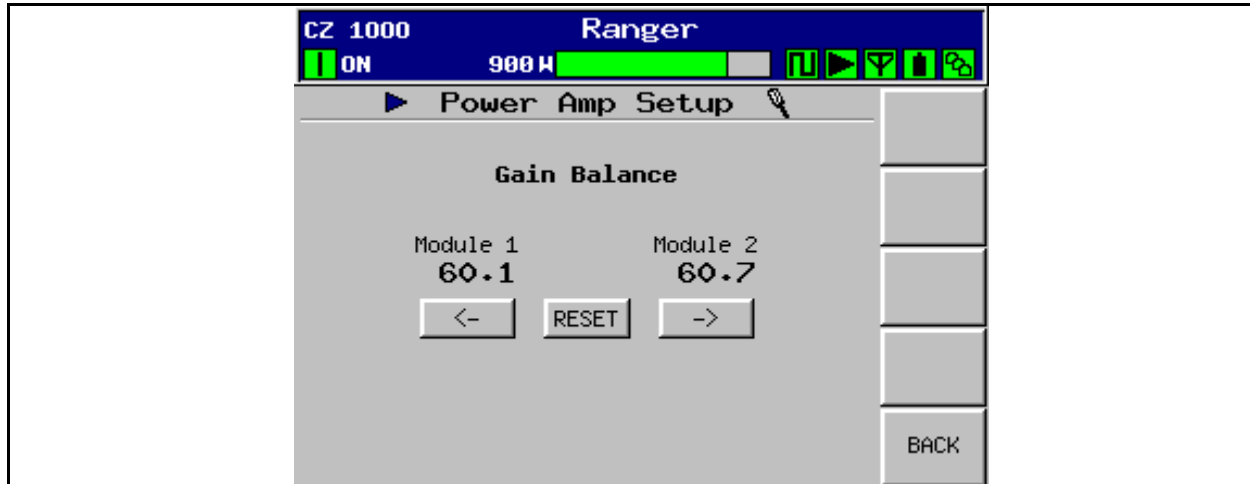 CZ 1000 Ranger
ON 900 W
Power Amp Setup
Gain Balance
Module 1 Module 2
60.1 60.7
<- RESET ->
BACK